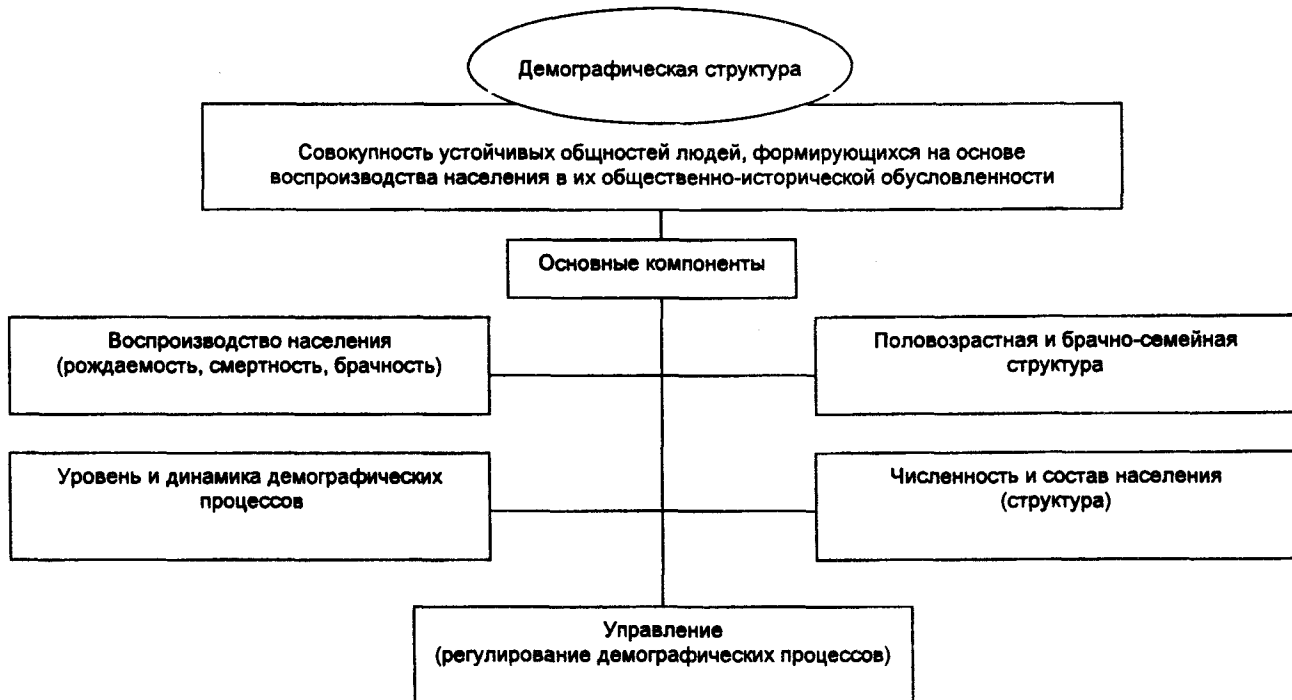 Демографическая структура
Совокупность устойчивых общностей людей, формирующихся на основе
воспроизводства населения в их общественно-исторической обусловленности
Основные компоненты
Воспроизводство населения
(рождаемость, смертность, брачность)
Половозрастная и брачно-семейная
структура
Уровень и динамика демографических
процессов
Численность и состав населения
(структура)
Управление
(регулирование демографических процессов)